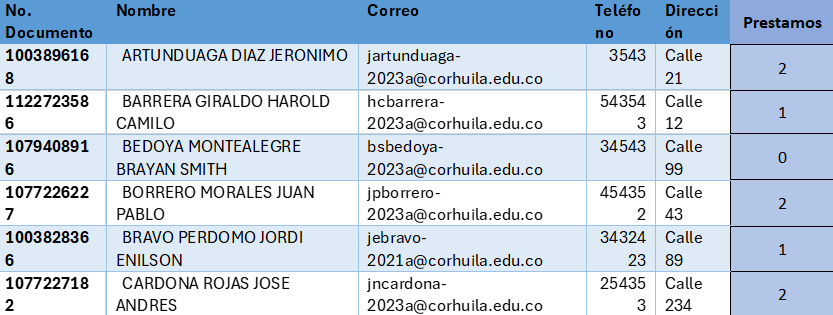 No. Documento Nombre Correo Teléfono Dirección Prestamos
1003896168 ARTUNDUAGA DIAZ JERONIMO jartunduaga-2023a@corhuila.edu.co 3543 Calle 21 2
1122723586 BARRERA GIRALDO HAROLD CAMILO hcbarrera-2023a@corhuila.edu.co 543543 Calle 12 1
1079408916 BEDOYA MONTEALEGRE BRAYAN SMITH bsbedoya-2023a@corhuila.edu.co 34543 Calle 99 0
1077226227 BORRERO MORALES JUAN PABLO jpborrero-2023a@corhuila.edu.co 454352 Calle 43 2
1003828366 BRAVO PERDOMO JORDI ENILSON jebravo-2021a@corhuila.edu.co 3432423 Calle 89 1
1077227182 CARDONA ROJAS JOSE ANDRES jncardona-2023a@corhuila.edu.co 254353 Calle 234 2